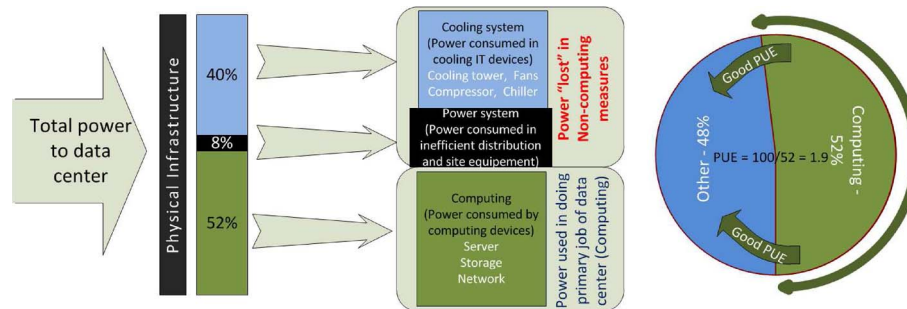 Total power
to data
center
Physical Infrastructure
40%
8%
52%
Cooling system
(Power consumed in
cooling IT devices)
Cooling tower, Fans
Compressor, Chiller
Power system
(Power consumed in
inefficient distribution
and site equipement)
Power "lost" in
Non-computing
measures
Computing
(Power consumed by
computing devices)
Server
Storage
Network
Power used in doing
primary job of data
center (Computing)
Good PUE
Other - 48%
PUE = 100/52 = 1.9
Computing -
52%
Good PUE